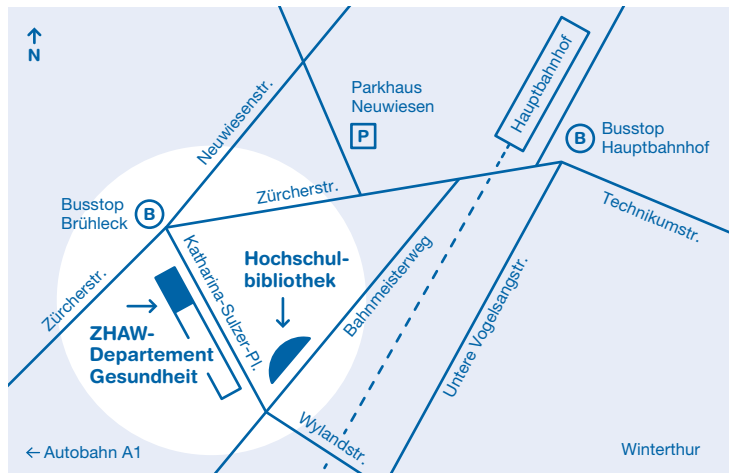 N
Neuwiesenstr.
Parkhaus
Neuwiesen
P
Hauptbahnhof
B
Busstop
Hauptbahnhof
Busstop
Brühleck
B
Zürcherstr.
Technikumstr.
Zürcherstr.
Katharina-Sulzer-Pl.
Hochschul-
bibliothek
Bahnmeisterweg
Untere Vogelsangstr.
ZHAW-
Departement
Gesundheit
Wylandstr.
← Autobahn A1
Winterthur